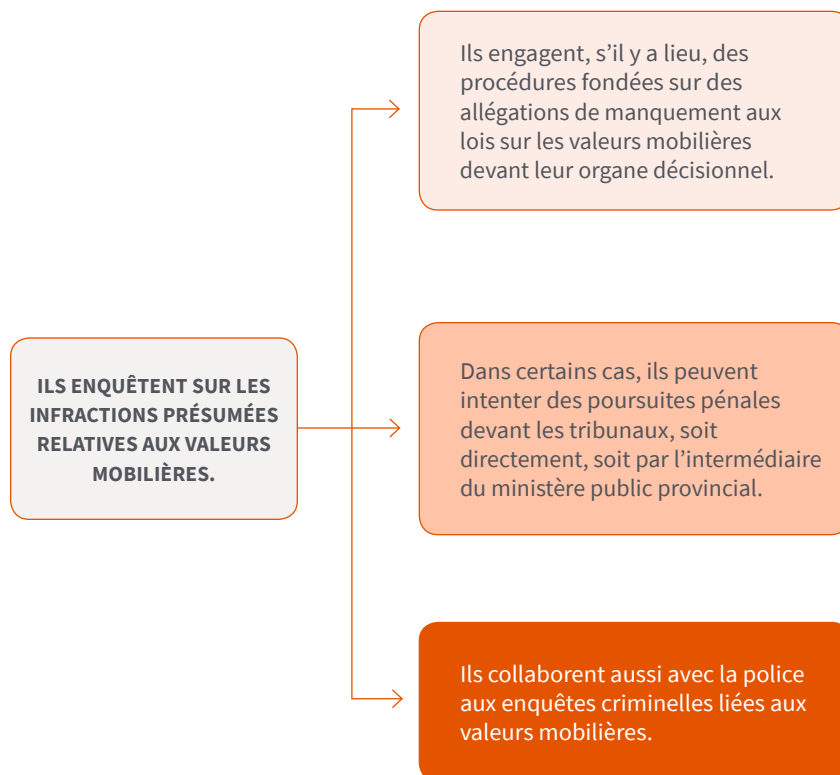 Ils engagent, s’il y a lieu, des
procédures fondées sur des
allégations de manquement aux
lois sur les valeurs mobilières
devant leur organe décisionnel.
ILS ENQUÊTENT SUR LES
INFRACTIONS PRÉSUMÉES
RELATIVES AUX VALEURS
MOBILIÈRES.
Dans certains cas, ils peuvent
intenter des poursuites pénales
devant les tribunaux, soit
directement, soit par l’intermédiaire
du ministère public provincial.
Ils collaborent aussi avec la police
aux enquêtes criminelles liées aux
valeurs mobilières.